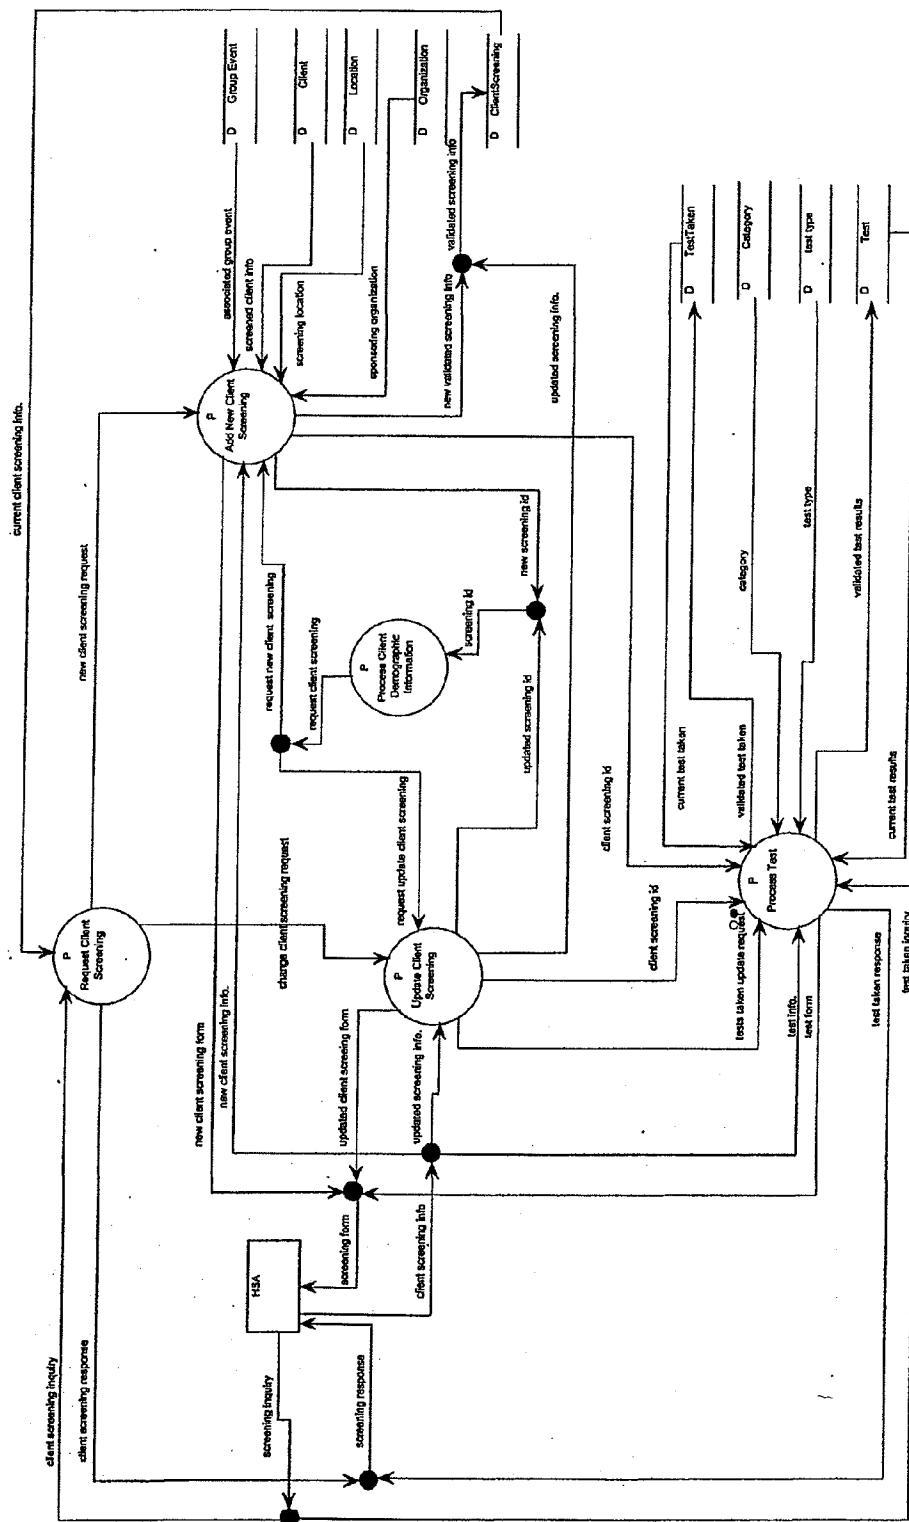 current client screening info.
new client screening request
client screening inquiry
client screening response
P
Request Client
Screening
D Group Event
D Client
D Location
D Organization
D ClientScreening
associated group event
screened client info
screening location
sponsoring organization
new validated screening info
validated screening info
updated screening info.
P
Add New Client
Screening
request new client screening
request client screening
P
Process Client
Demographic
Information
screening id
new screening id
updated screening id
request update client screening
change client screening request
P
Update Client
Screening
new client screening form
new client screening info.
updated client screeing form
updated screening info.
HSA
screening form
client screening info
screening inquiry
screening response
client screening id
client screening id
tests taken update request
D TestTaken
D Category
D test type
D Test
current test taken
validated test taken
category
test type
validated test results
current test results
P
Process Test
test info.
test form
test taken response
test taken inquiry